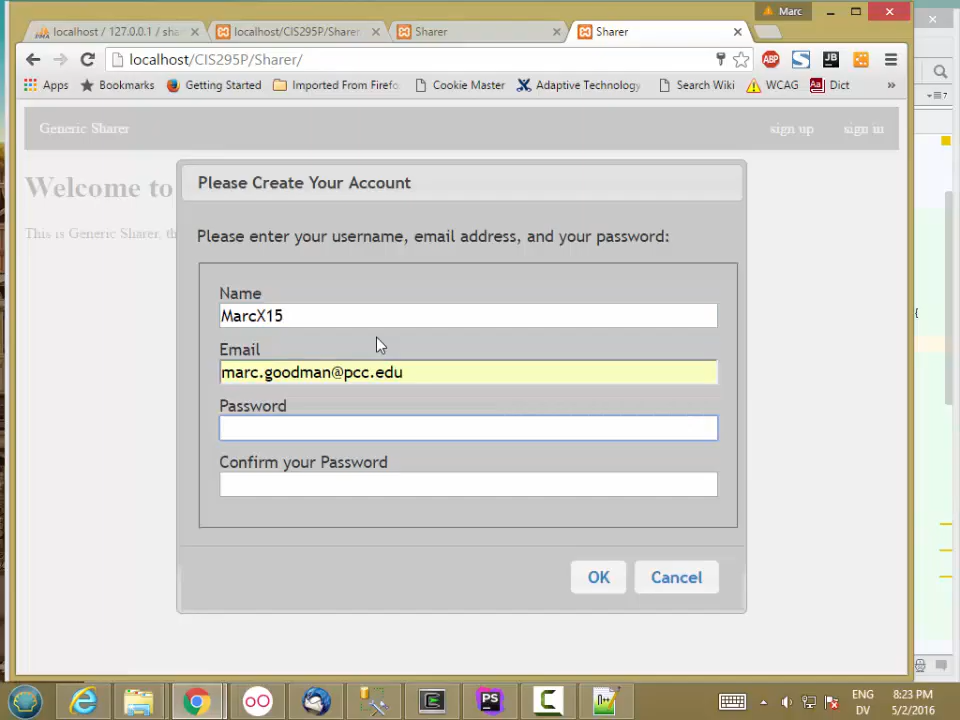 Marc
localhost / 127.0.0.1 / sha
localhost/CIS295P/Sharer
Sharer
Sharer
localhost/CIS295P/Sharer/
ABP
S
JB
Apps
Bookmarks
Getting Started
Imported From Firefo
Cookie Master
Adaptive Technology
Search Wiki
WCAG
Dict
»
Generic Sharer
sign up
sign in
Welcome to
This is Generic Sharer, th
Please Create Your Account
Please enter your username, email address, and your password:
Name
MarcX15
Email
marc.goodman@pcc.edu
Password
Confirm your Password
OK
Cancel
PS
C
ENG
DV
8:23 PM
5/2/2016